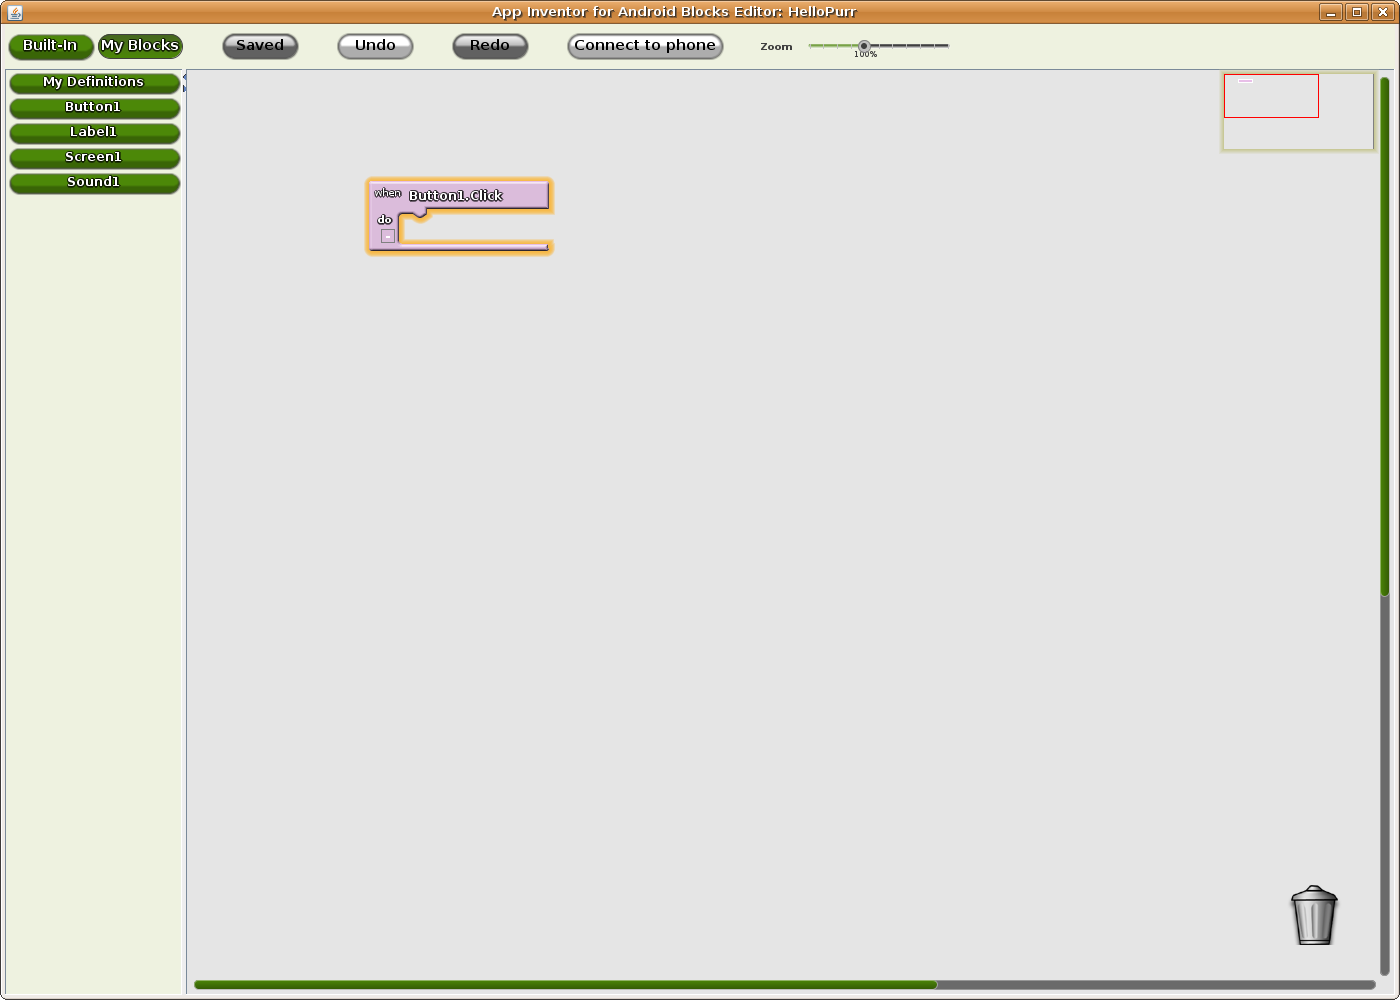 App Inventor for Android Blocks Editor: HelloPurr
Built-In My Blocks Saved Undo Redo Connect to phone Zoom
100%
My Definitions
Button1
Label1
Screen1
Sound1
when Button1.Click
do
-